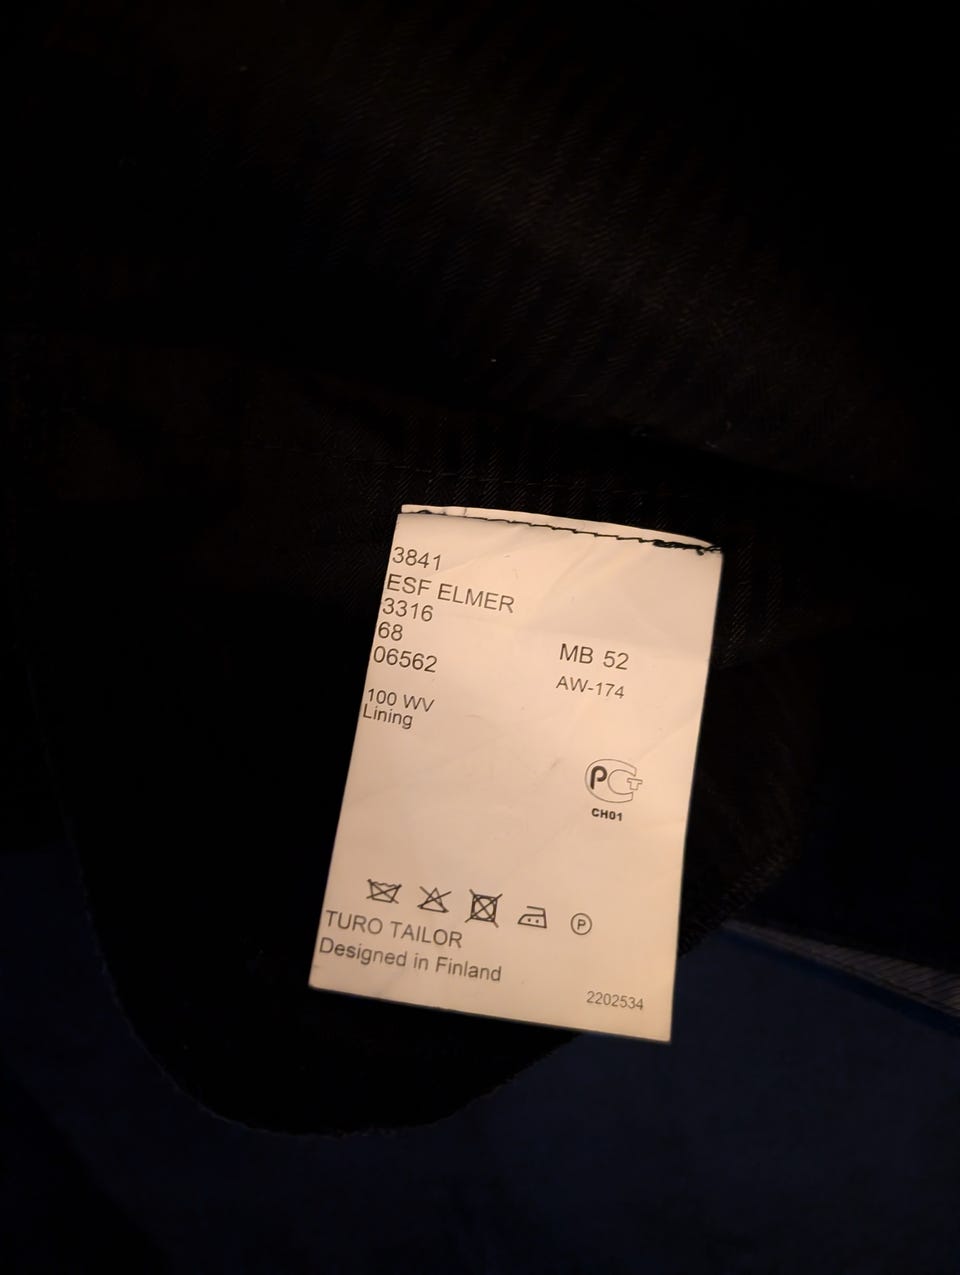 3841
ESF ELMER
3316
68
06562
MB 52
AW-174
100 WV
Lining
РСТ
CH01
P
TURO TAILOR
Designed in Finland
2202534